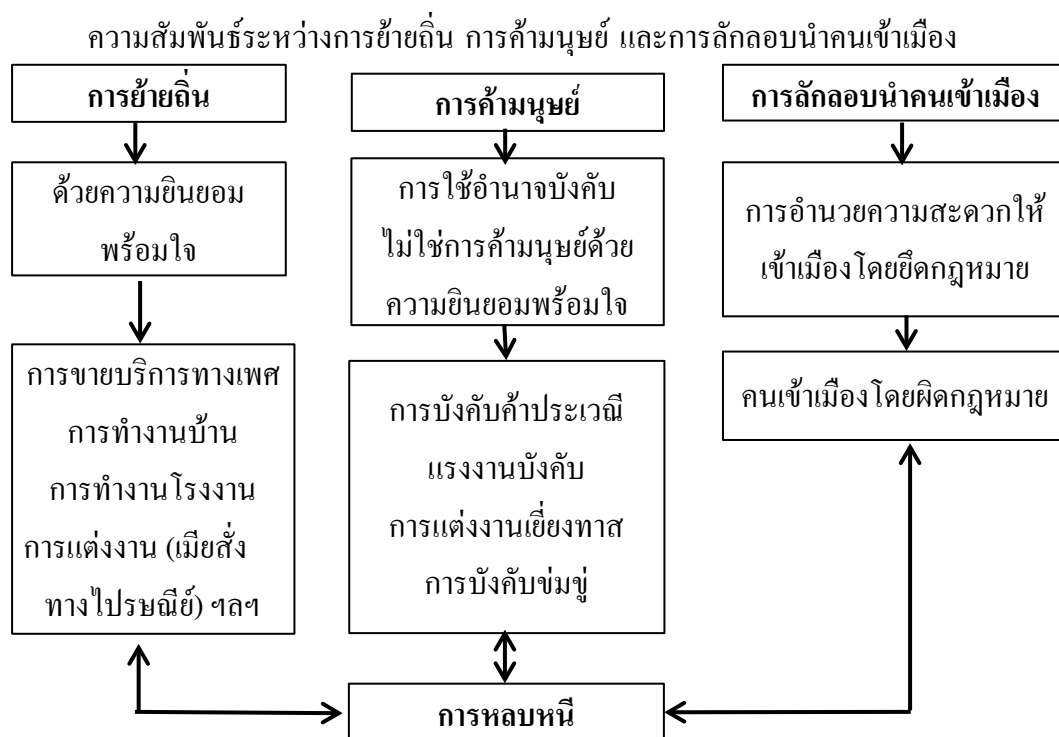 ความสัมพันธ์ระหว่างการย้ายถิ่น การค้ามนุษย์ และการลักลอบนำคนเข้าเมือง
การย้ายถิ่น
ด้วยความยินยอม
พร้อมใจ
การขายบริการทางเพศ
การทำงานบ้าน
การทำงานโรงงาน
การแต่งงาน (เมียสั่ง
ทางไปรษณีย์) ฯลฯ
การค้ามนุษย์
การใช้อำนาจบังคับ
ไม่ใช่การค้ามนุษย์ด้วย
ความยินยอมพร้อมใจ
การบังคับค้าประเวณี
แรงงานบังคับ
การแต่งงานเยี่ยงทาส
การบังคับข่มขู่
การลักลอบนำคนเข้าเมือง
การอำนวยความสะดวกให้
เข้าเมืองโดยยึดกฎหมาย
คนเข้าเมืองโดยผิดกฎหมาย
การหลบหนี